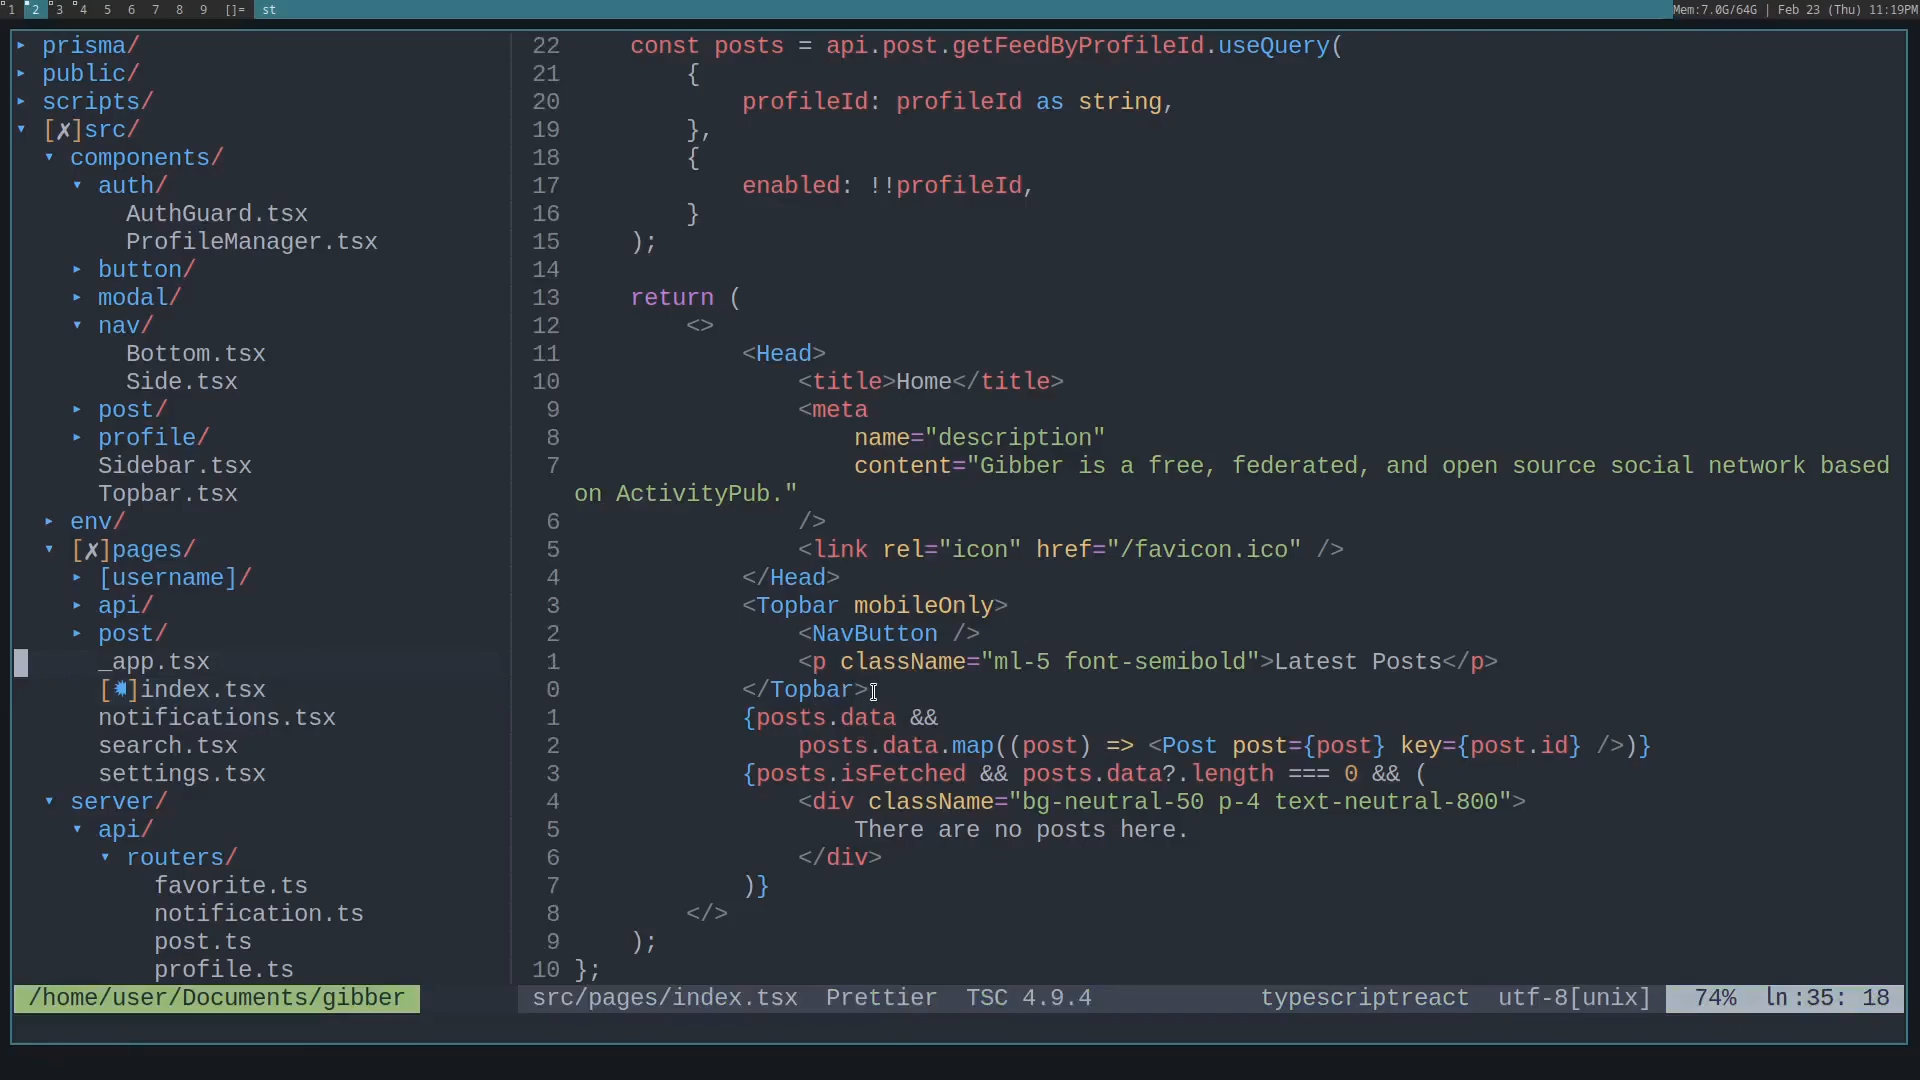 1 2 3 4 5 6 7 8 9 []= st Mem:7.0G/64G | Feb 23 (Thu) 11:19PM
▸ prisma/
▸ public/
▸ scripts/
▾ [✗]src/
▾ components/
▾ auth/
AuthGuard.tsx
ProfileManager.tsx
▸ button/
▸ modal/
▾ nav/
Bottom.tsx
Side.tsx
▸ post/
▸ profile/
Sidebar.tsx
Topbar.tsx
▸ env/
▾ [✗]pages/
▸ [username]/
▸ api/
▸ post/
_app.tsx
[✹]index.tsx
notifications.tsx
search.tsx
settings.tsx
▾ server/
▾ api/
▾ routers/
favorite.ts
notification.ts
post.ts
profile.ts
/home/user/Documents/gibber
22 const posts = api.post.getFeedByProfileId.useQuery(
21 {
20 profileId: profileId as string,
19 },
18 {
17 enabled: !!profileId,
16 }
15 );
14
13 return (
12 <>
11 <Head>
10 <title>Home</title>
9 <meta
8 name="description"
7 content="Gibber is a free, federated, and open source social network based
on ActivityPub."
6 />
5 <link rel="icon" href="/favicon.ico" />
4 </Head>
3 <Topbar mobileOnly>
2 <NavButton />
1 <p className="ml-5 font-semibold">Latest Posts</p>
0 </Topbar>
1 {posts.data &&
2 posts.data.map((post) => <Post post={post} key={post.id} />)}
3 {posts.isFetched && posts.data?.length === 0 && (
4 <div className="bg-neutral-50 p-4 text-neutral-800">
5 There are no posts here.
6 </div>
7 )}
8 </>
9 );
10 };
src/pages/index.tsx Prettier TSC 4.9.4 typescriptreact utf-8[unix] 74% ln:35: 18